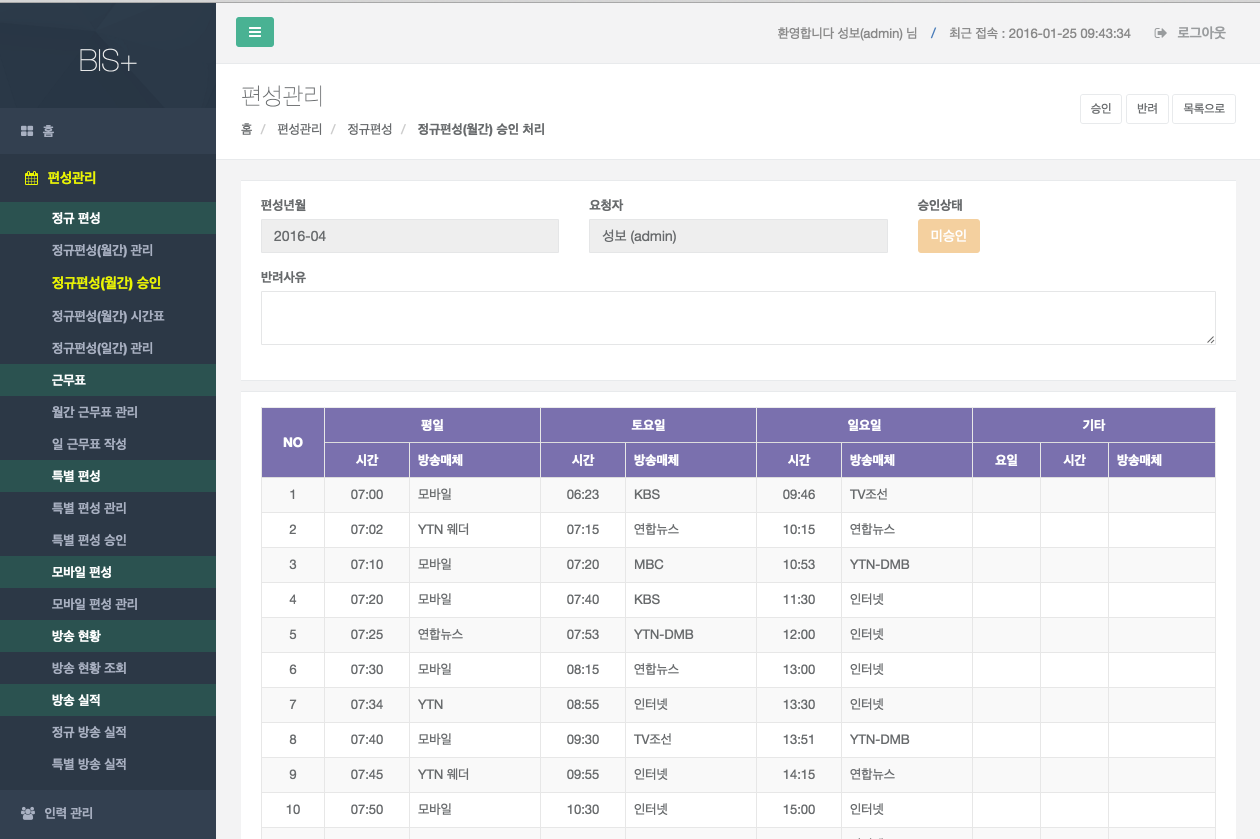 BIS+
홈
편성관리
정규 편성
정규편성(월간) 관리
정규편성(월간) 승인
정규편성(월간) 시간표
정규편성(일간) 관리
근무표
월간 근무표 관리
일 근무표 작성
특별 편성
특별 편성 관리
특별 편성 승인
모바일 편성
모바일 편성 관리
방송 현황
방송 현황 조회
방송 실적
정규 방송 실적
특별 방송 실적
인력 관리
환영합니다 성보(admin) 님 / 최근 접속 : 2016-01-25 09:43:34 로그아웃
편성관리
홈 / 편성관리 / 정규편성 / 정규편성(월간) 승인 처리
승인 반려 목록으로
편성년월 요청자 승인상태
2016-04 성보 (admin) 미승인
반려사유
NO 평일 토요일 일요일 기타
시간 방송매체 시간 방송매체 시간 방송매체 요일 시간 방송매체
1 07:00 모바일 06:23 KBS 09:46 TV조선
2 07:02 YTN 웨더 07:15 연합뉴스 10:15 연합뉴스
3 07:10 모바일 07:20 MBC 10:53 YTN-DMB
4 07:20 모바일 07:40 KBS 11:30 인터넷
5 07:25 연합뉴스 07:53 YTN-DMB 12:00 인터넷
6 07:30 모바일 08:15 연합뉴스 13:00 인터넷
7 07:34 YTN 08:55 인터넷 13:30 인터넷
8 07:40 모바일 09:30 TV조선 13:51 YTN-DMB
9 07:45 YTN 웨더 09:55 인터넷 14:15 연합뉴스
10 07:50 모바일 10:30 인터넷 15:00 인터넷